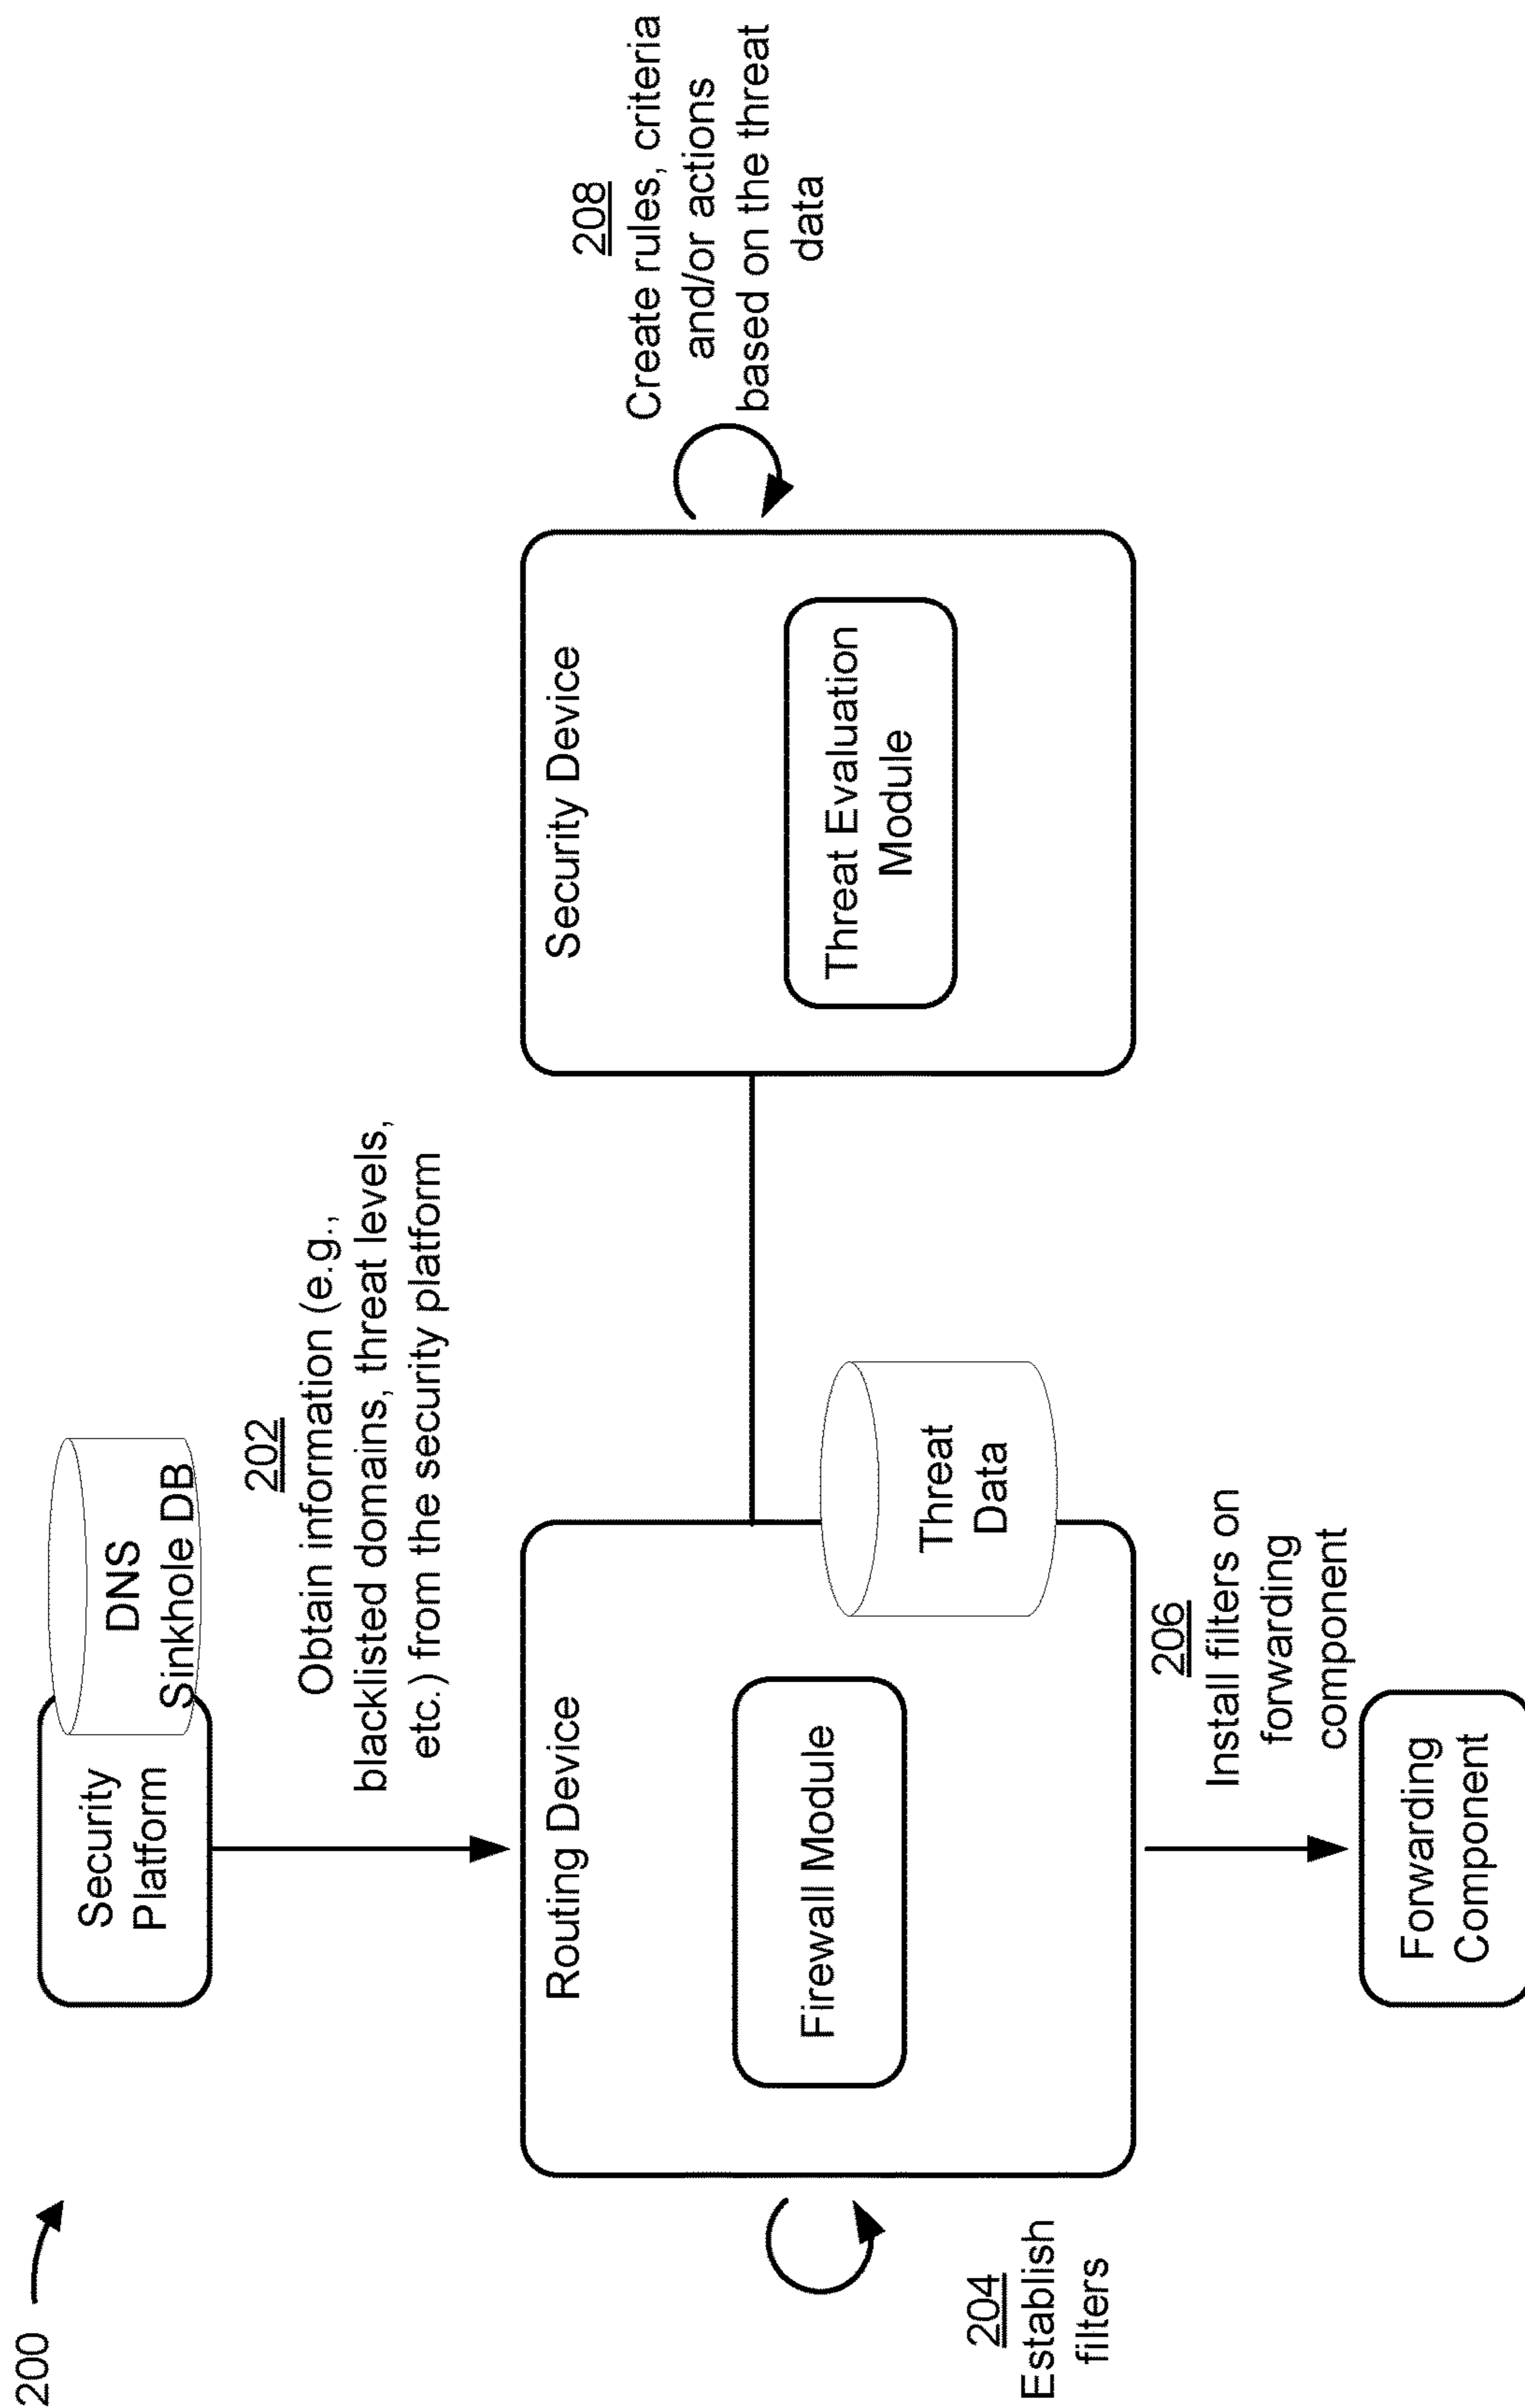 200
Security
Platform
DNS
Sinkhole DB
202
Obtain information (e.g.,
blacklisted domains, threat levels,
etc.) from the security platform
Routing Device
Firewall Module
Threat
Data
204
Establish
filters
206
Install filters on
forwarding
component
Forwarding
Component
Security Device
Threat Evaluation
Module
208
Create rules, criteria
and/or actions
based on the threat
data